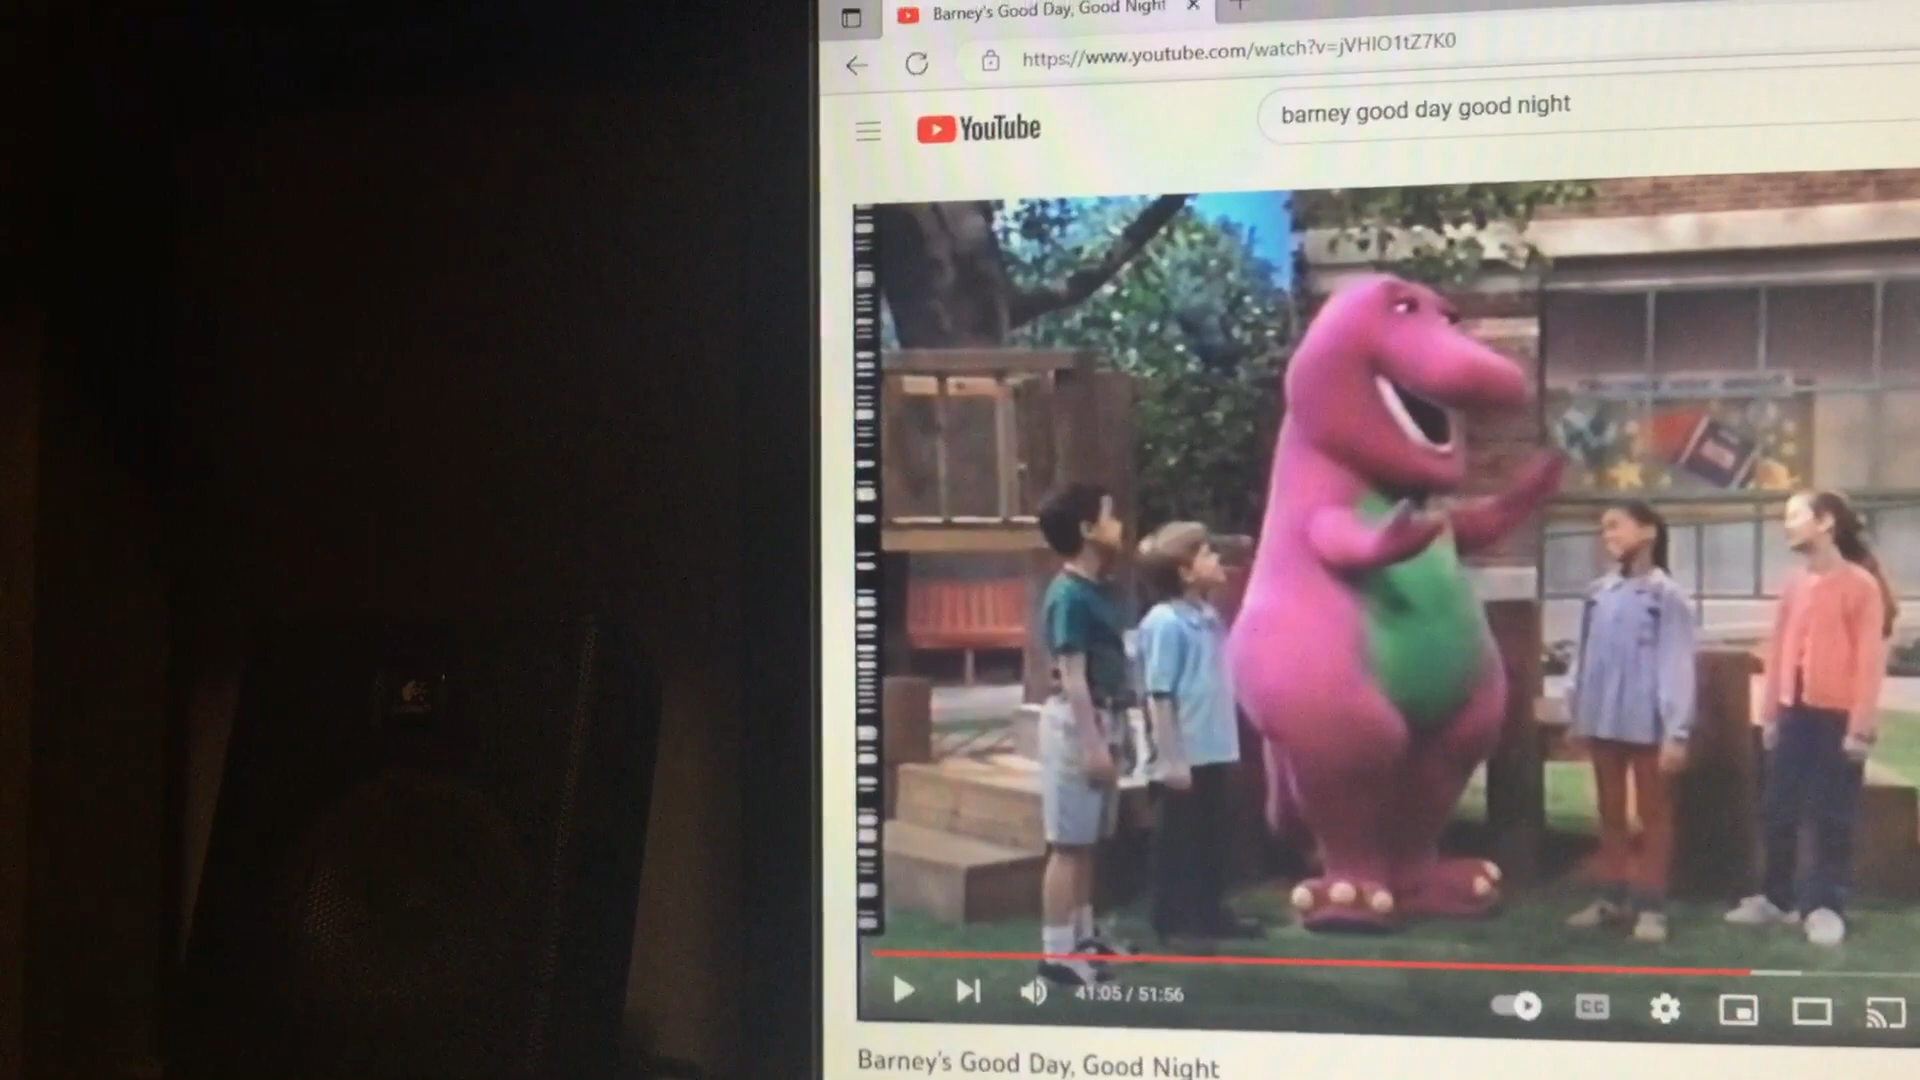 Barney's Good Day, Good Night
https://www.youtube.com/watch?v=jVHIO1tZ7K0
YouTube
barney good day good night
41:05 / 51:56
CC
Barney's Good Day, Good Night